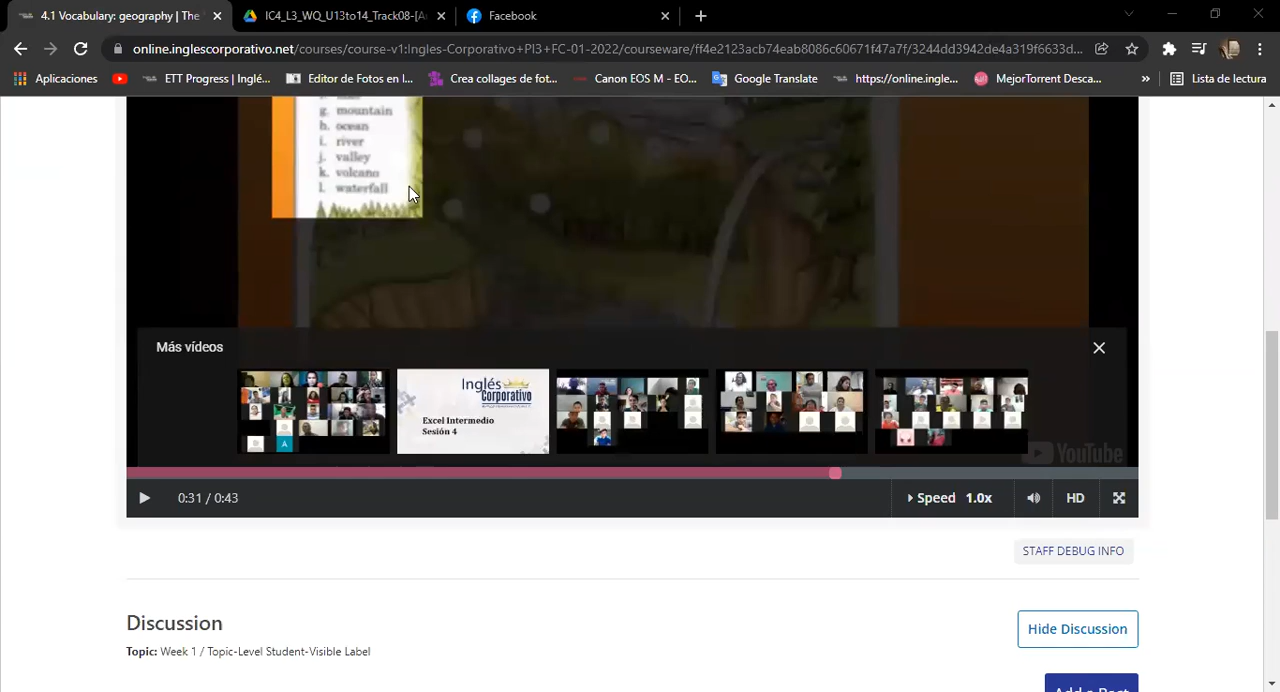 4.1 Vocabulary: geography | The
IC4_L3_WQ_U13to14_Track08-[A
Facebook
online.inglescorporativo.net/courses/course-v1:Ingles-Corporativo+PI3+FC-01-2022/courseware/ff4e2123acb74eab8086c60671f47a7f/3244dd3942de4a319f6633d...
Aplicaciones
ETT Progress | Inglé...
Editor de Fotos en l...
Crea collages de fot...
Canon EOS M - EO...
Google Translate
https://online.ingle...
MejorTorrent Desca...
»
Lista de lectura
g. mountain
h. ocean
i. river
j. valley
k. volcano
l. waterfall
Más vídeos
Inglés
Corporativo
Excel Intermedio
Sesión 4
A
YouTube
0:31 / 0:43
Speed 1.0x
HD
STAFF DEBUG INFO
Discussion
Hide Discussion
Topic: Week 1 / Topic-Level Student-Visible Label
Add a Post